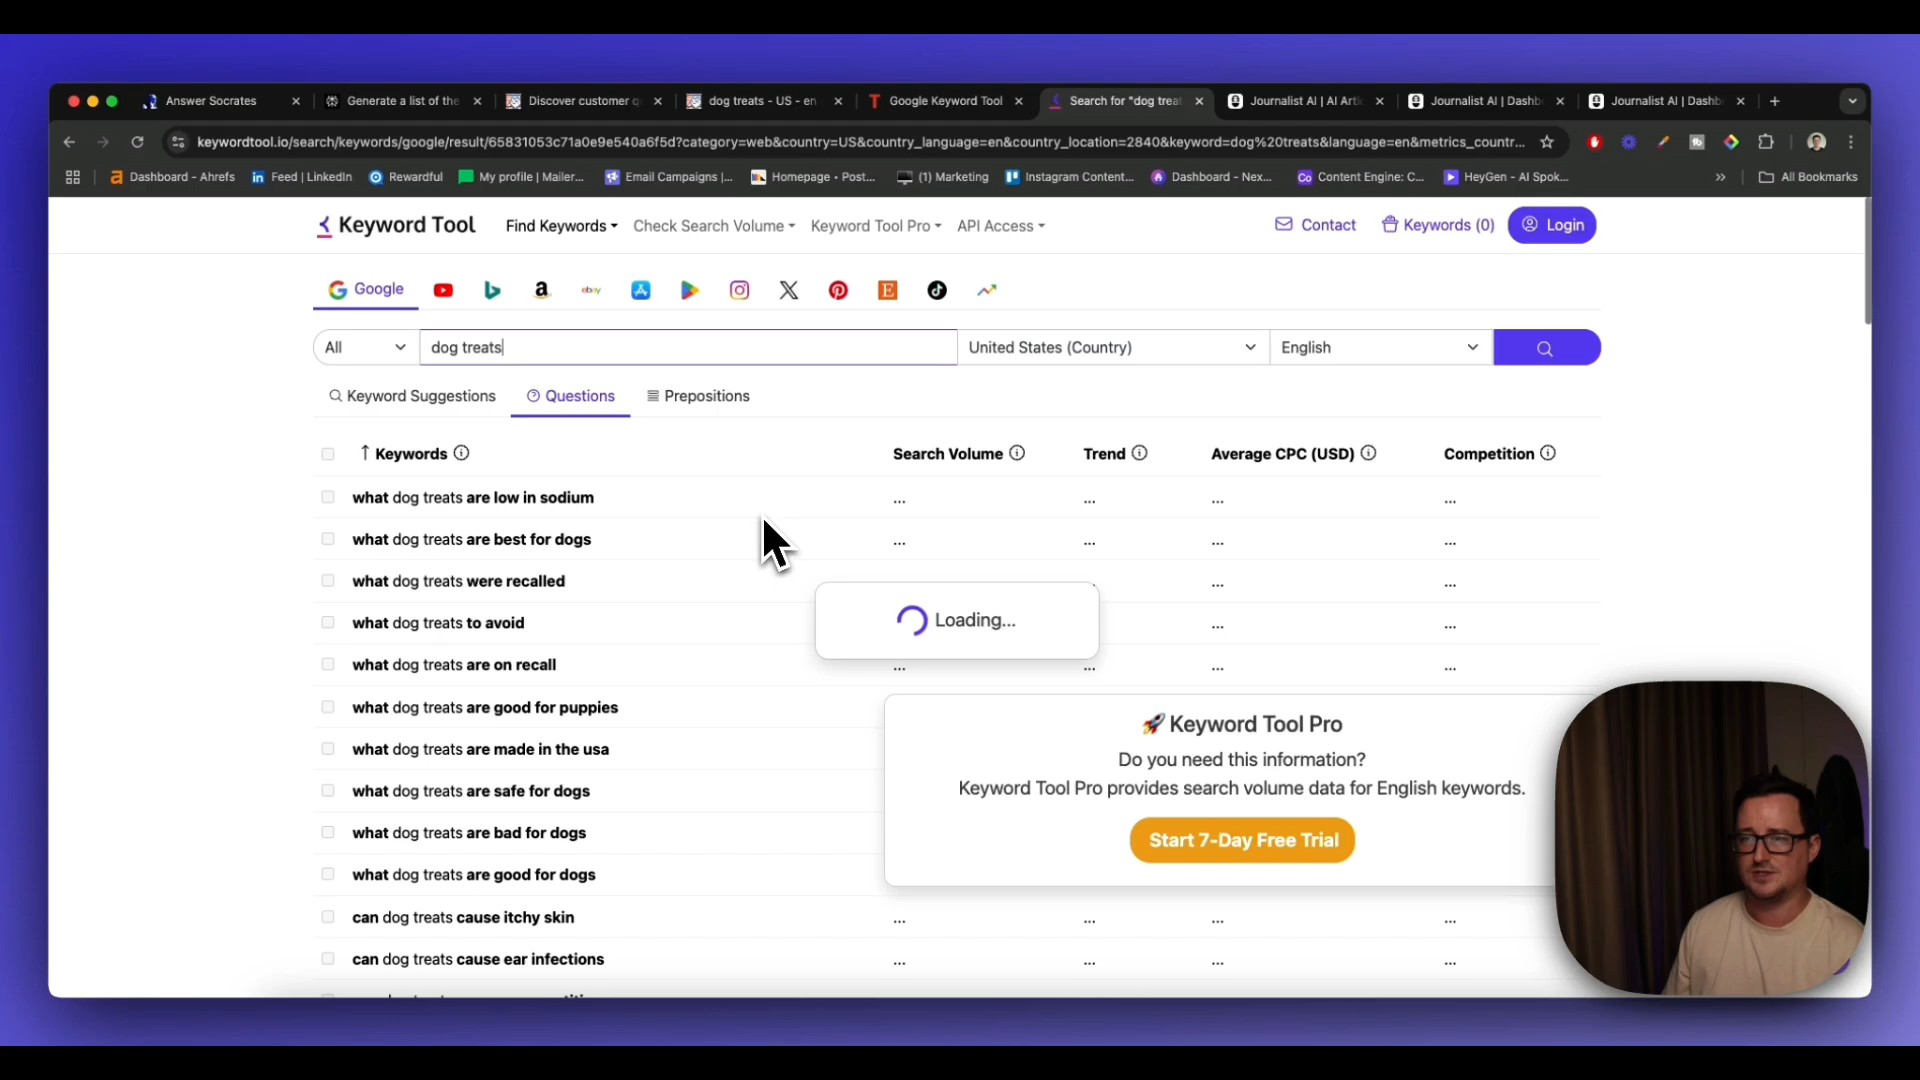 Answer Socrates
Generate a list of the
Discover customer q
dog treats - US - en
Google Keyword Tool
Search for "dog treat
Journalist AI | AI Artic
Journalist AI | Dashb
Journalist AI | Dashb
keywordtool.io/search/keywords/google/result/65831053c71a0e9e540a6f5d?category=web&country=US&country_language=en&country_location=2840&keyword=dog%20treats&language=en&metrics_countr...
Dashboard - Ahrefs
Feed | LinkedIn
Rewardful
My profile | Mailer...
Email Campaigns |...
Homepage • Post...
(1) Marketing
Instagram Content...
Dashboard - Nex...
Content Engine: C...
HeyGen - AI Spok...
All Bookmarks
Keyword Tool
Find Keywords
Check Search Volume
Keyword Tool Pro
API Access
Contact
Keywords (0)
Login
Google
ebay
All
dog treats
United States (Country)
English
Keyword Suggestions
Questions
Prepositions
↑ Keywords
Search Volume
Trend
Average CPC (USD)
Competition
what dog treats are low in sodium ... ... ... ...
what dog treats are best for dogs ... ... ... ...
what dog treats were recalled ... ...
what dog treats to avoid ... ...
what dog treats are on recall ... ... ... ...
what dog treats are good for puppies
what dog treats are made in the usa
what dog treats are safe for dogs
what dog treats are bad for dogs
what dog treats are good for dogs
can dog treats cause itchy skin ... ... ... ...
can dog treats cause ear infections ... ... ... ...
Loading...
🚀 Keyword Tool Pro
Do you need this information?
Keyword Tool Pro provides search volume data for English keywords.
Start 7-Day Free Trial